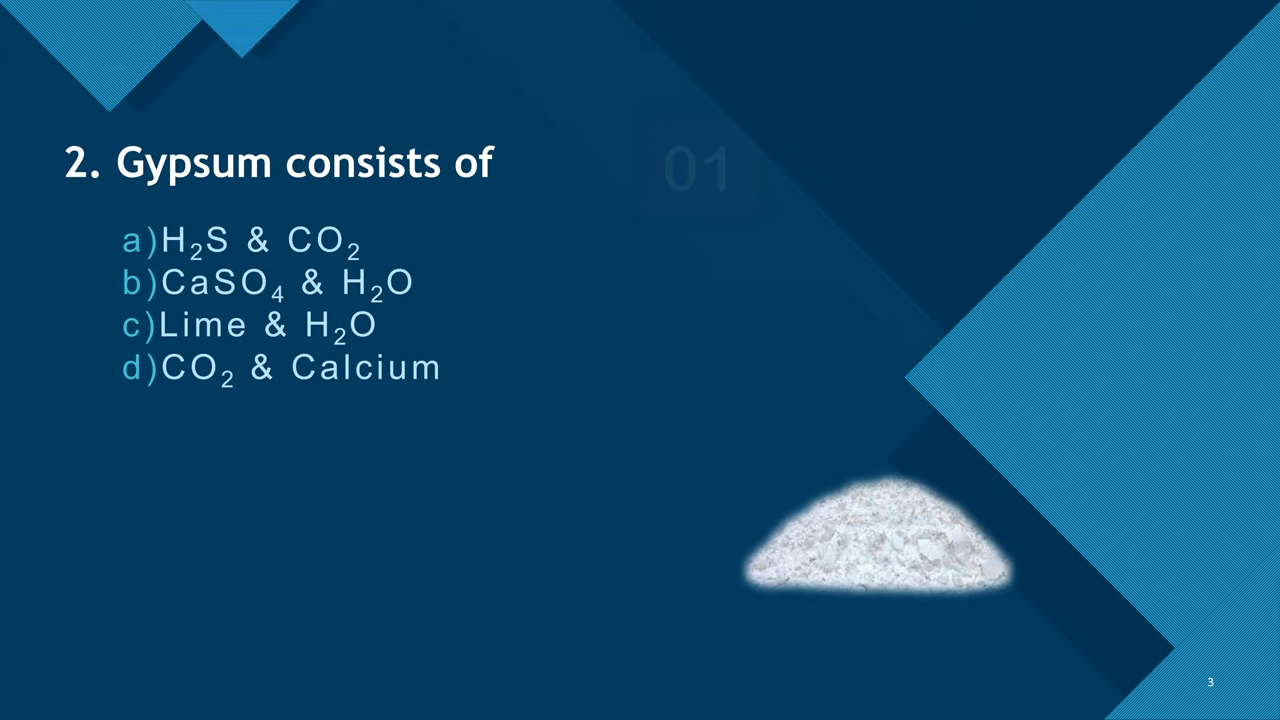 2. Gypsum consists of
01
a)H₂S & CO₂
b)CaSO₄ & H₂O
c)Lime & H₂O
d)CO₂ & Calcium
3